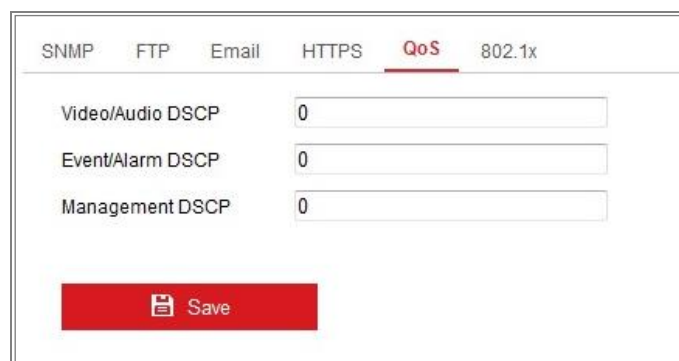 SNMP FTP Email HTTPS QoS 802.1x
Video/Audio DSCP 0
Event/Alarm DSCP 0
Management DSCP 0
Save